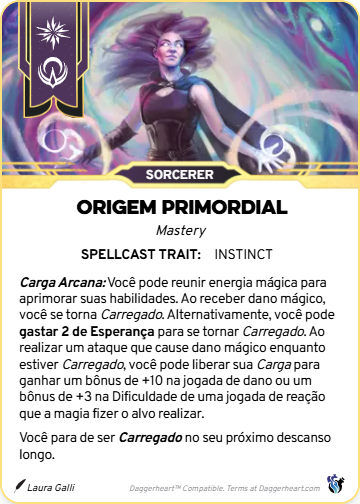 SORCERER
ORIGEM PRIMORDIAL
Mastery
SPELLCAST TRAIT: INSTINCT
Carga Arcana: Você pode reunir energia mágica para
aprimorar suas habilidades. Ao receber dano mágico,
você se torna Carregado. Alternativamente, você pode
gastar 2 de Esperança para se tornar Carregado. Ao
realizar um ataque que cause dano mágico enquanto
estiver Carregado, você pode liberar sua Carga para
ganhar um bônus de +10 na jogada de dano ou um
bônus de +3 na Dificuldade de uma jogada de reação
que a magia fizer o alvo realizar.
Você para de ser Carregado no seu próximo descanso
longo.
Laura Galli
Daggerheart™ Compatible. Terms at Daggerheart.com